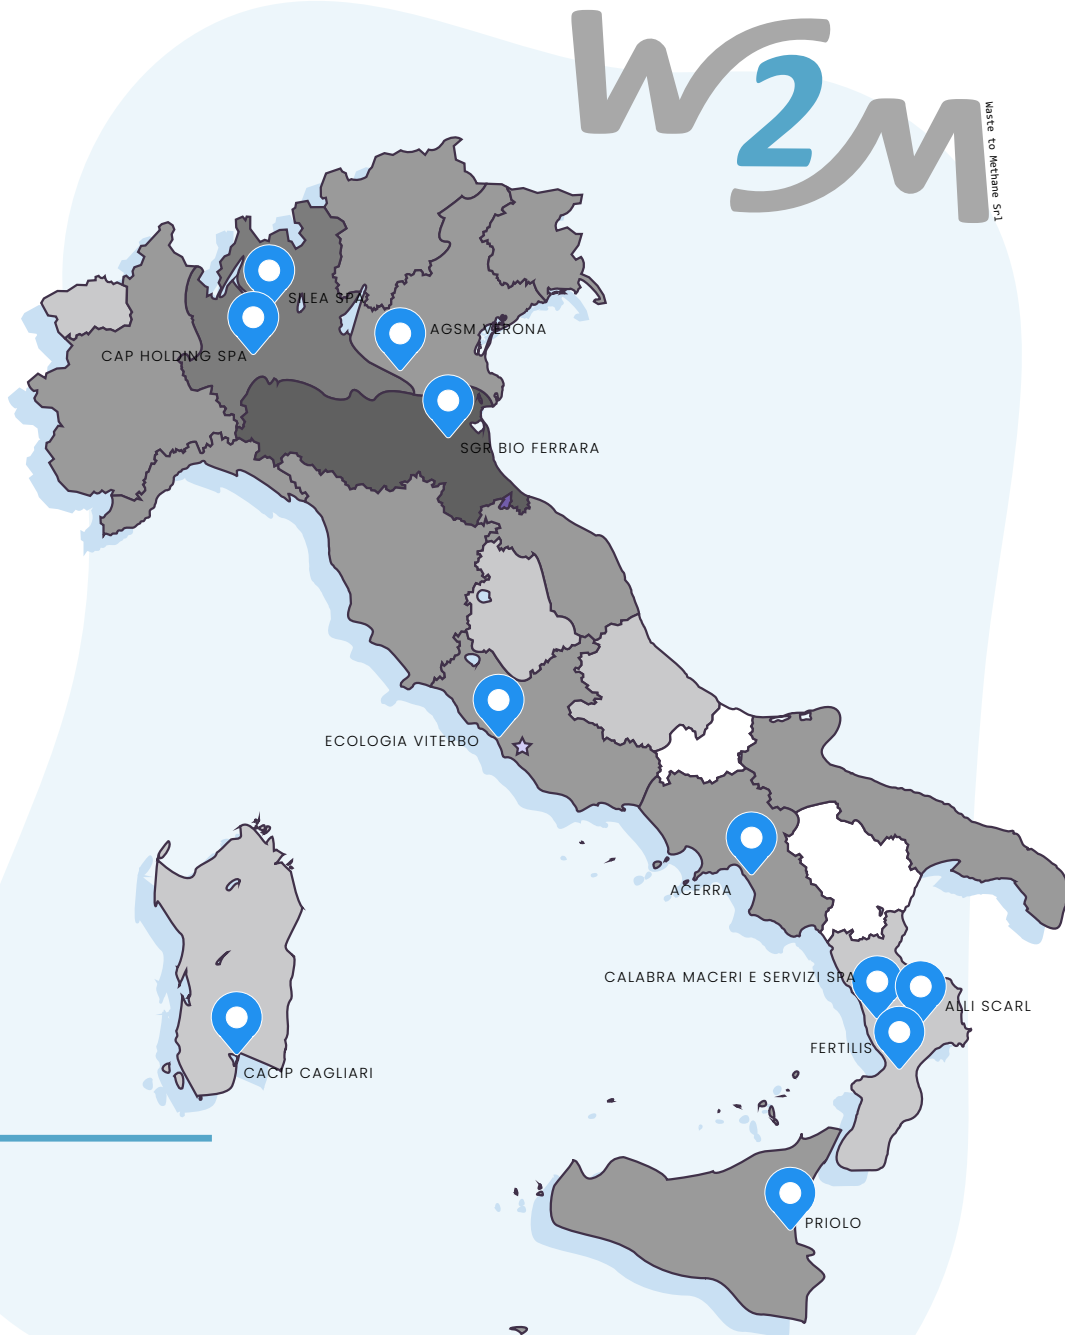 W2M
Waste to Methane Srl
SILEA SPA
AGSM VERONA
CAP HOLDING SPA
SGR BIO FERRARA
ECOLOGIA VITERBO
ACERRA
CALABRA MACERI E SERVIZI SPA
ALLI SCARL
FERTILIS
CACIP CAGLIARI
PRIOLO